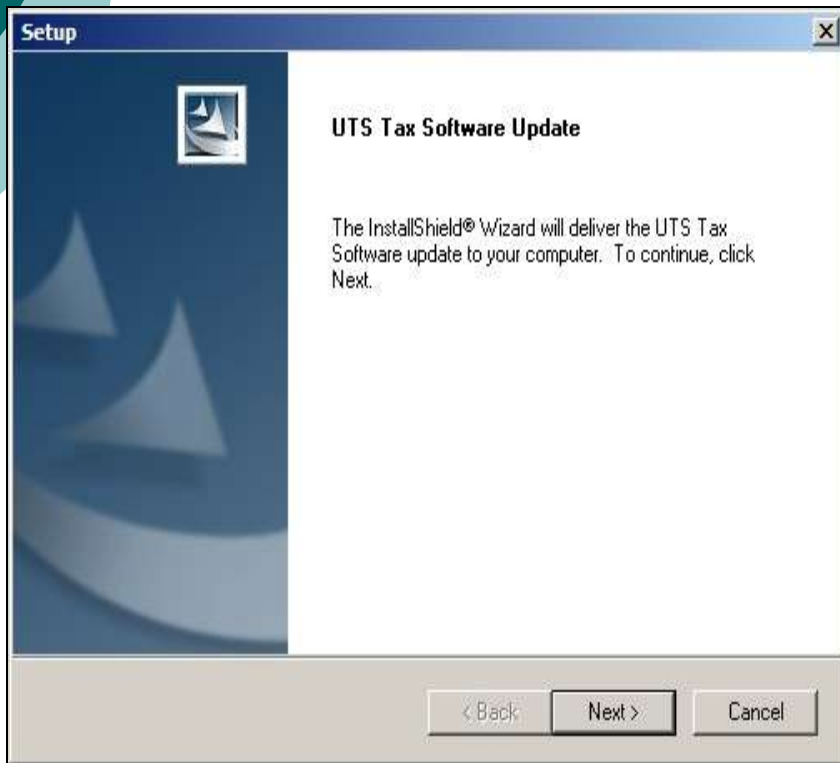 Setup
UTS Tax Software Update
The InstallShield® Wizard will deliver the UTS Tax
Software update to your computer. To continue, click
Next.
< Back
Next >
Cancel